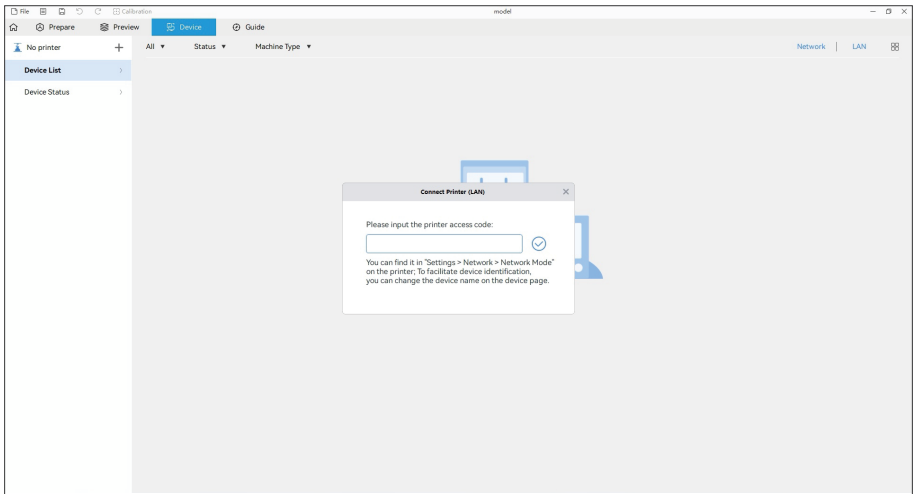 File Calibration model
Prepare Preview Device Guide
No printer + All Status Machine Type Network | LAN
Device List
Device Status
Connect Printer (LAN)
Please input the printer access code:
You can find it in "Settings > Network > Network Mode"
on the printer; To facilitate device identification,
you can change the device name on the device page.